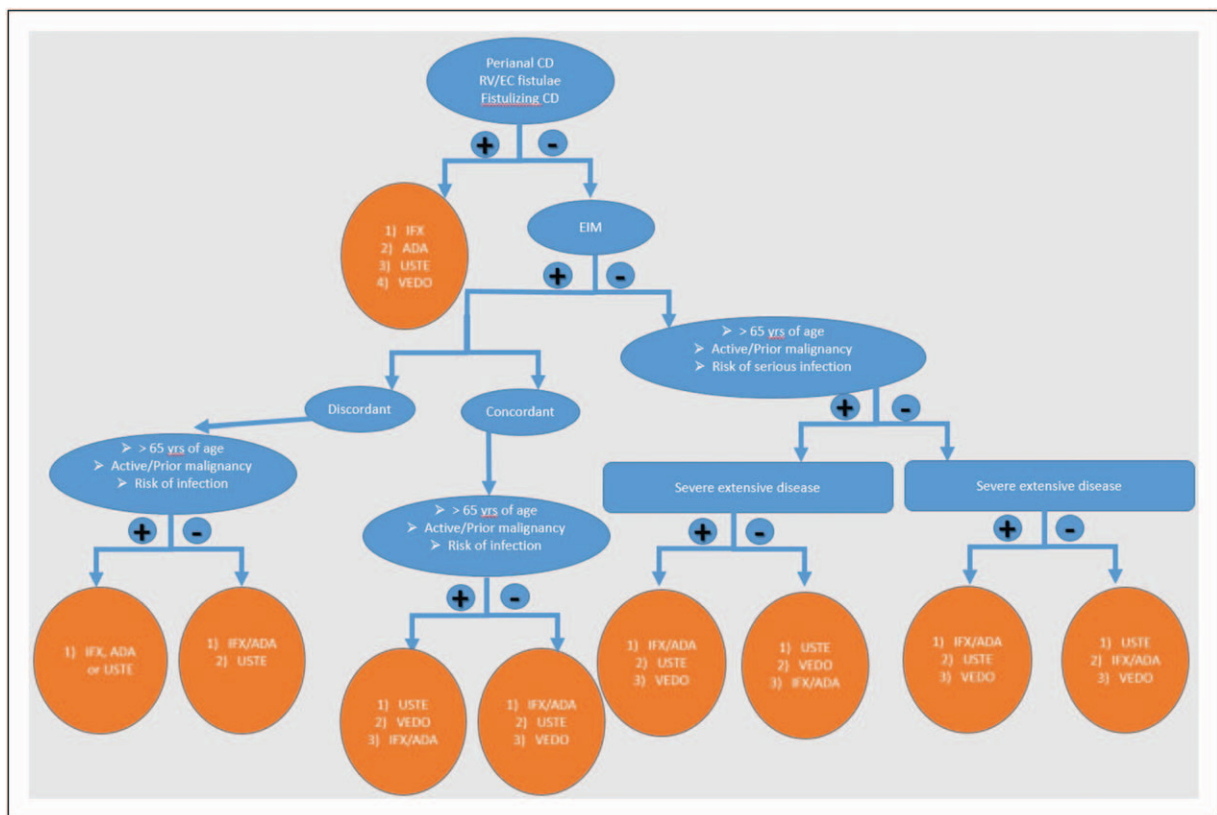 Perianal CD
RV/EC fistulae
Fistulizing CD
+
-
1) IFX
2) ADA
3) USTE
4) VEDO
EIM
+
-
➢ > 65 yrs of age
➢ Active/Prior malignancy
➢ Risk of serious infection
Discordant
Concordant
+
-
➢ > 65 yrs of age
➢ Active/Prior malignancy
➢ Risk of infection
+
-
➢ > 65 yrs of age
➢ Active/Prior malignancy
➢ Risk of infection
+
-
Severe extensive disease
+
-
Severe extensive disease
+
-
1) IFX, ADA
or USTE
1) IFX/ADA
2) USTE
1) USTE
2) VEDO
3) IFX/ADA
1) IFX/ADA
2) USTE
3) VEDO
1) IFX/ADA
2) USTE
3) VEDO
1) USTE
2) VEDO
3) IFX/ADA
1) IFX/ADA
2) USTE
3) VEDO
1) USTE
2) IFX/ADA
3) VEDO